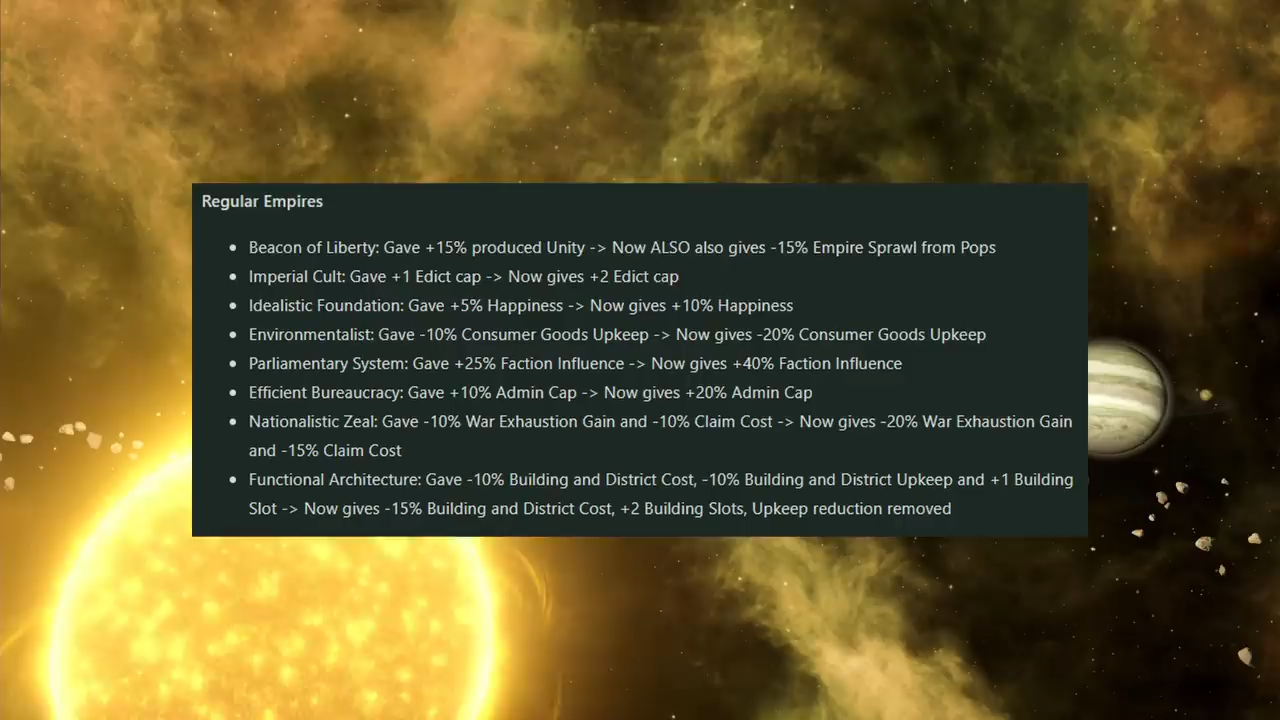 Regular Empires
Beacon of Liberty: Gave +15% produced Unity -> Now ALSO also gives -15% Empire Sprawl from Pops
Imperial Cult: Gave +1 Edict cap -> Now gives +2 Edict cap
Idealistic Foundation: Gave +5% Happiness -> Now gives +10% Happiness
Environmentalist: Gave -10% Consumer Goods Upkeep -> Now gives -20% Consumer Goods Upkeep
Parliamentary System: Gave +25% Faction Influence -> Now gives +40% Faction Influence
Efficient Bureaucracy: Gave +10% Admin Cap -> Now gives +20% Admin Cap
Nationalistic Zeal: Gave -10% War Exhaustion Gain and -10% Claim Cost -> Now gives -20% War Exhaustion Gain
and -15% Claim Cost
Functional Architecture: Gave -10% Building and District Cost, -10% Building and District Upkeep and +1 Building
Slot -> Now gives -15% Building and District Cost, +2 Building Slots, Upkeep reduction removed